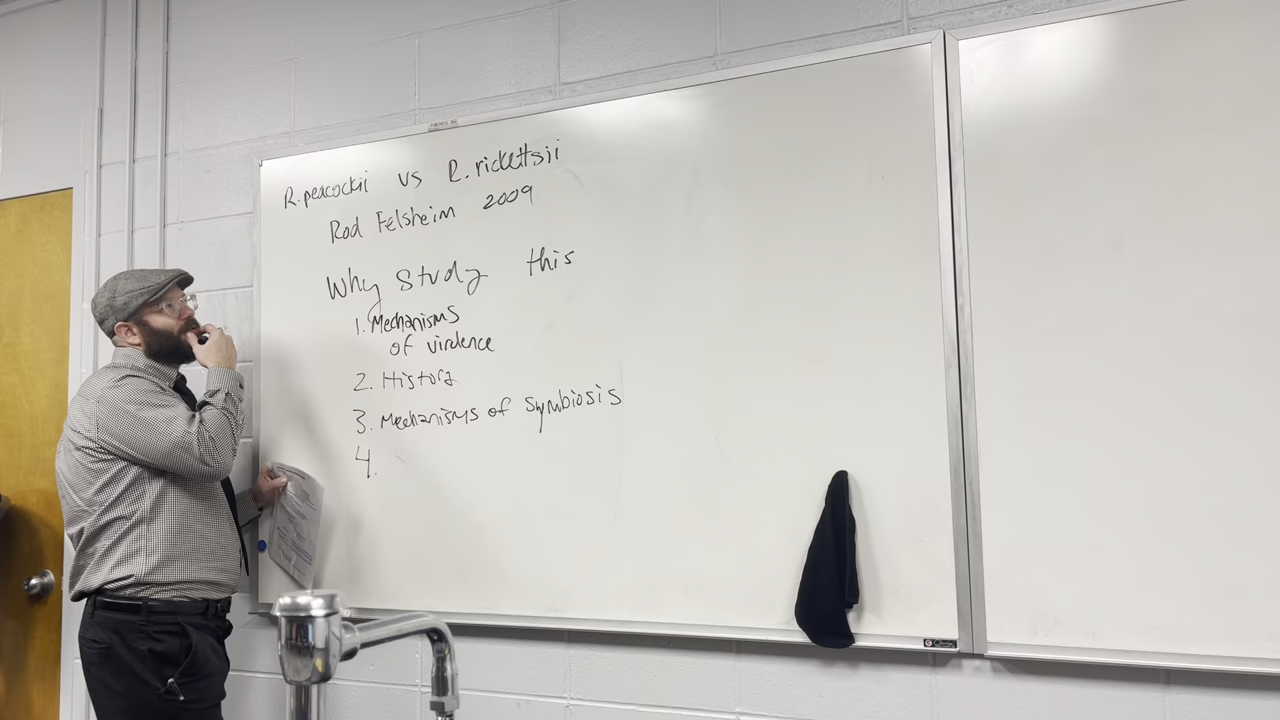 R. peacockii vs R. rickettsii
Rod Felsheim 2009
Why Study this
1. Mechanisms
of virulence
2. History
3. Mechanisms of Symbiosis
4.